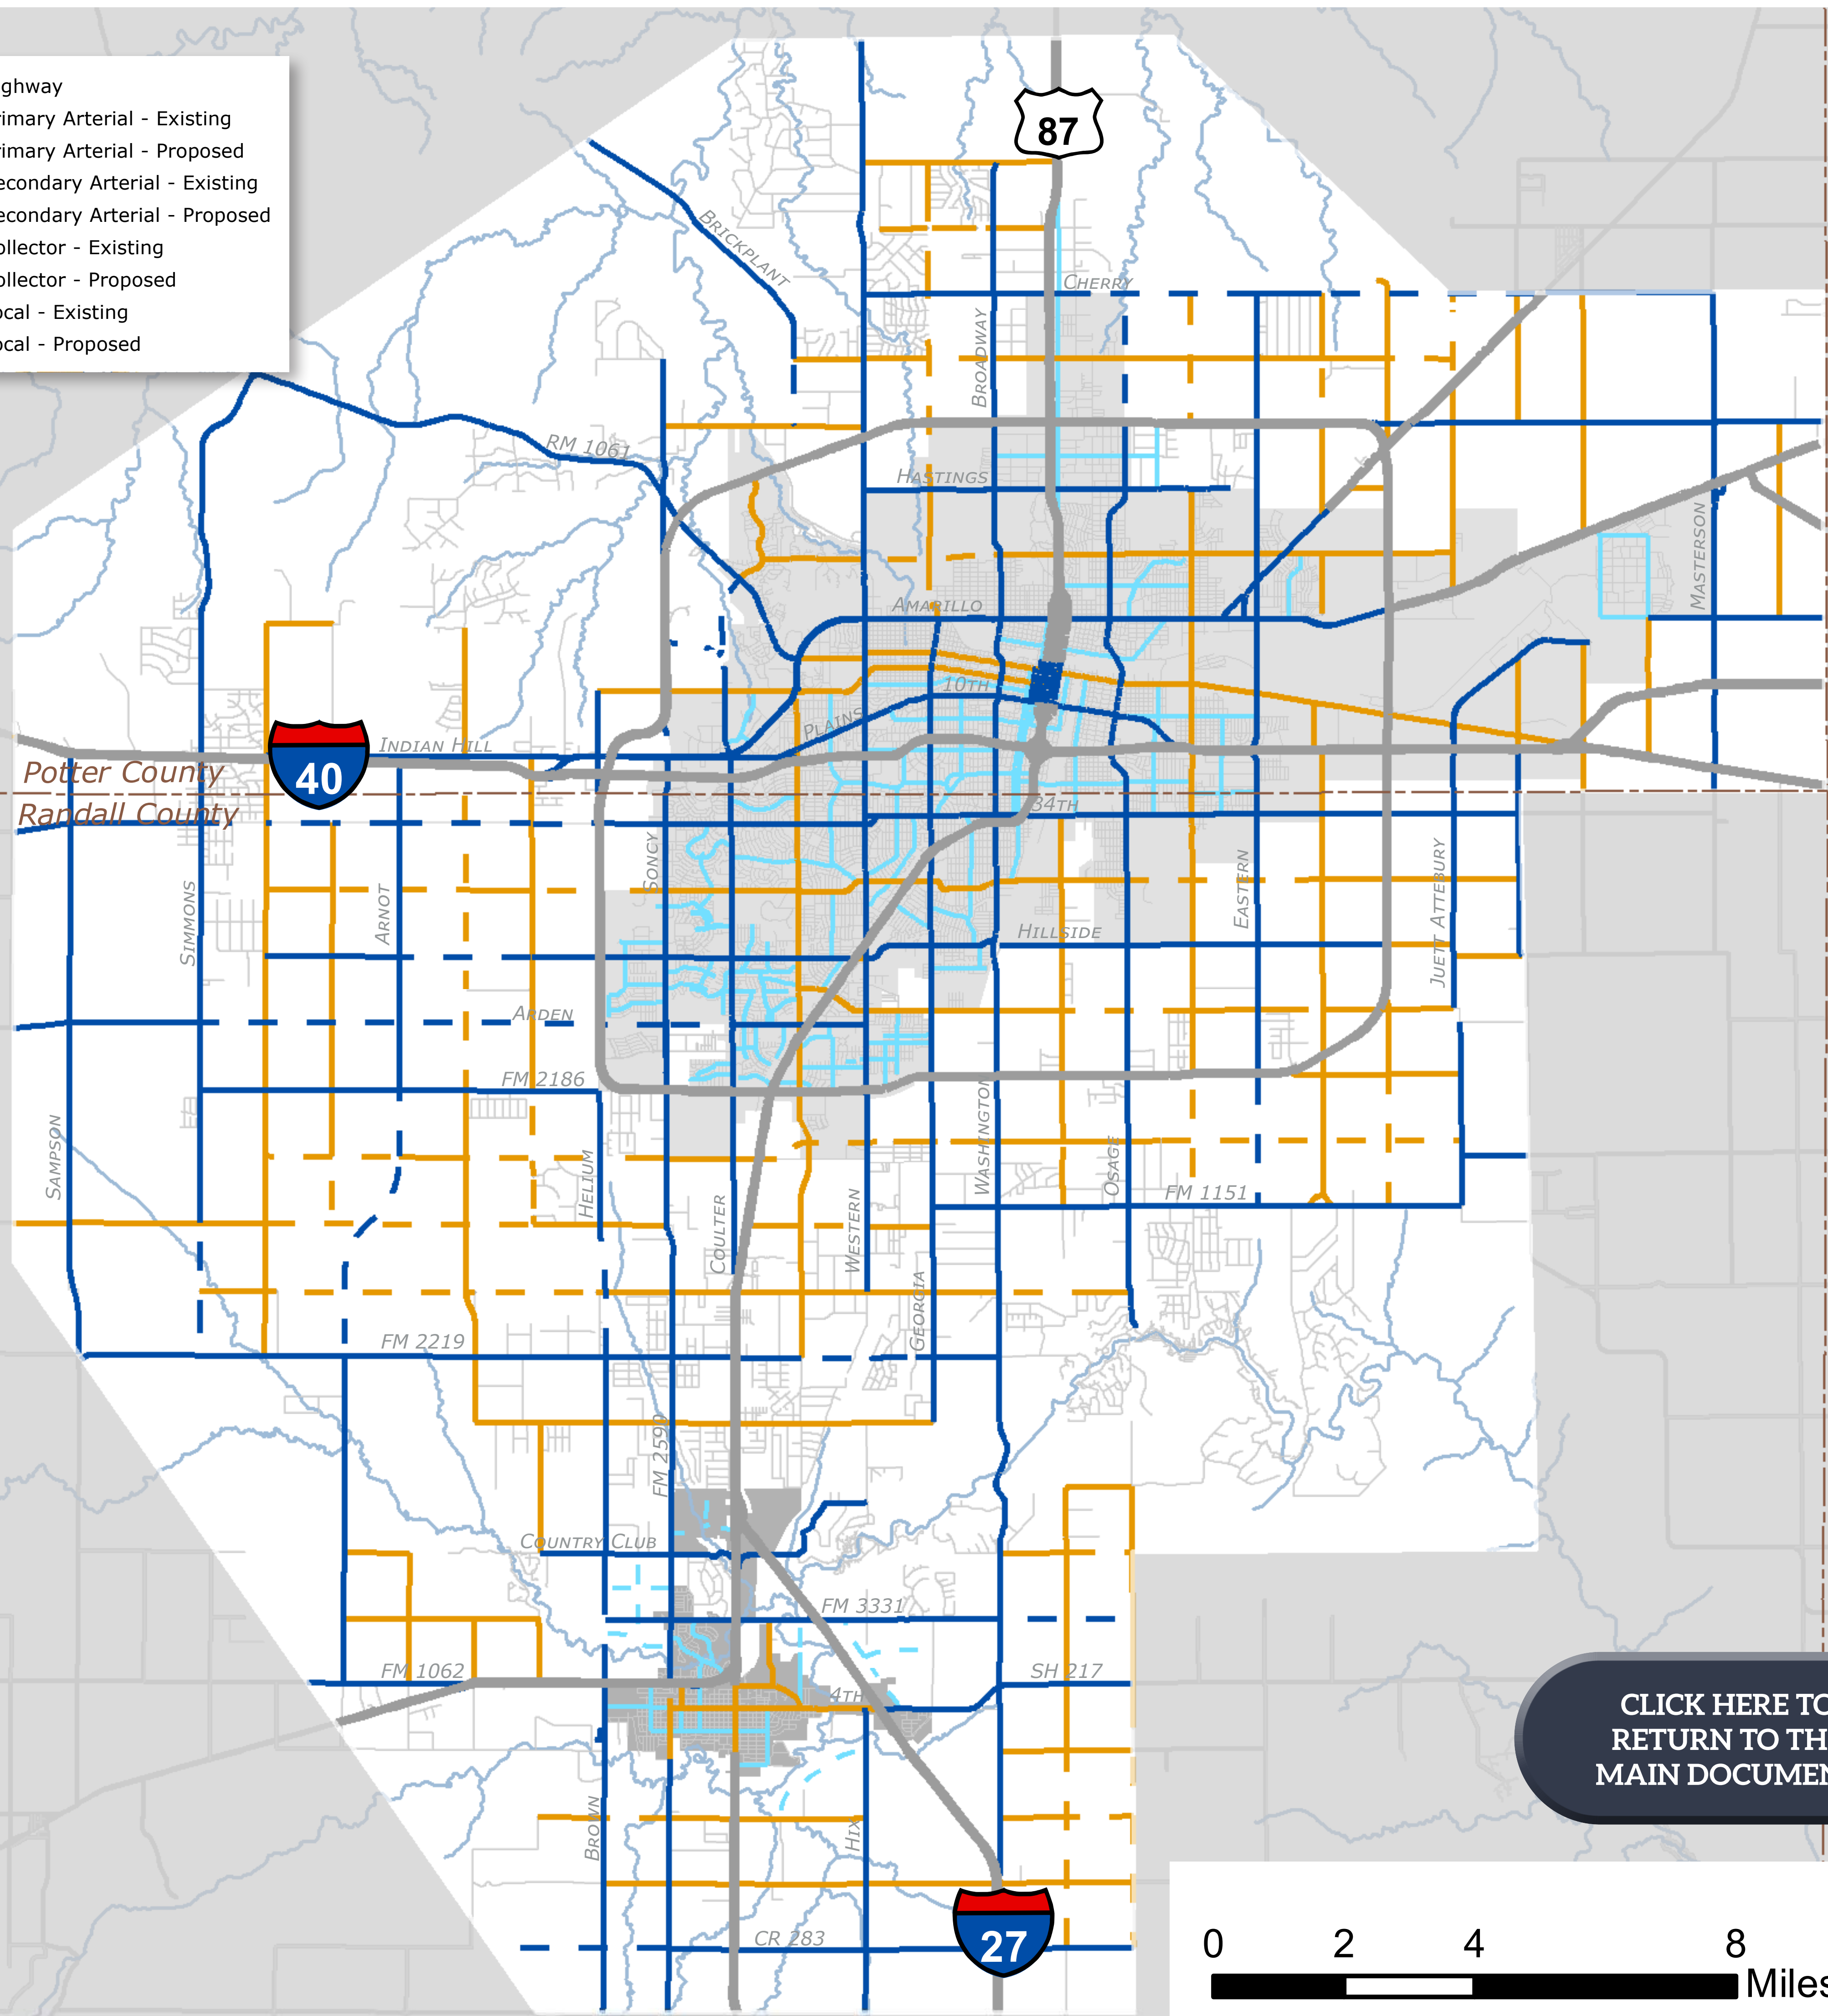 ghway
rimary Arterial - Existing
rimary Arterial - Proposed
econdary Arterial - Existing
econdary Arterial - Proposed
ollector - Existing
ollector - Proposed
ocal - Existing
ocal - Proposed
87
BRICKPLANT
CHERRY
BROADWAY
RM 1061
HASTINGS
MASTERSON
AMARILLO
10TH
PLAINS
INDIAN HILL
40
Potter County
Randall County
34TH
SONCY
SIMMONS
ARNOT
EASTERN
JUETT ATTEBURY
HILLSIDE
ARDEN
FM 2186
SAMPSON
HELIUM
WASHINGTON
OSAGE
FM 1151
COULTER
WESTERN
GEORGIA
FM 2219
FM 2590
COUNTRY CLUB
FM 3331
FM 1062
SH 217
4TH
CLICK HERE TO
RETURN TO TH
MAIN DOCUMEN
BROWN
HIX
CR 283
27
0 2 4 8
Miles